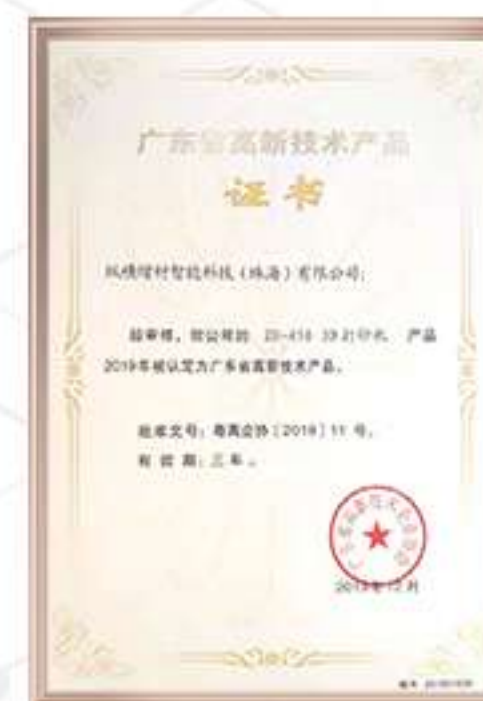 广东省高新技术产品
证书
纵横增材智能科技（珠海）有限公司：
经审核，你公司的 3D打印机 产品
2019年被认定为广东省高新技术产品。
批准文号：粤高企协〔2019〕11 号。
有 效 期：三 年 。
2019年12月
编号